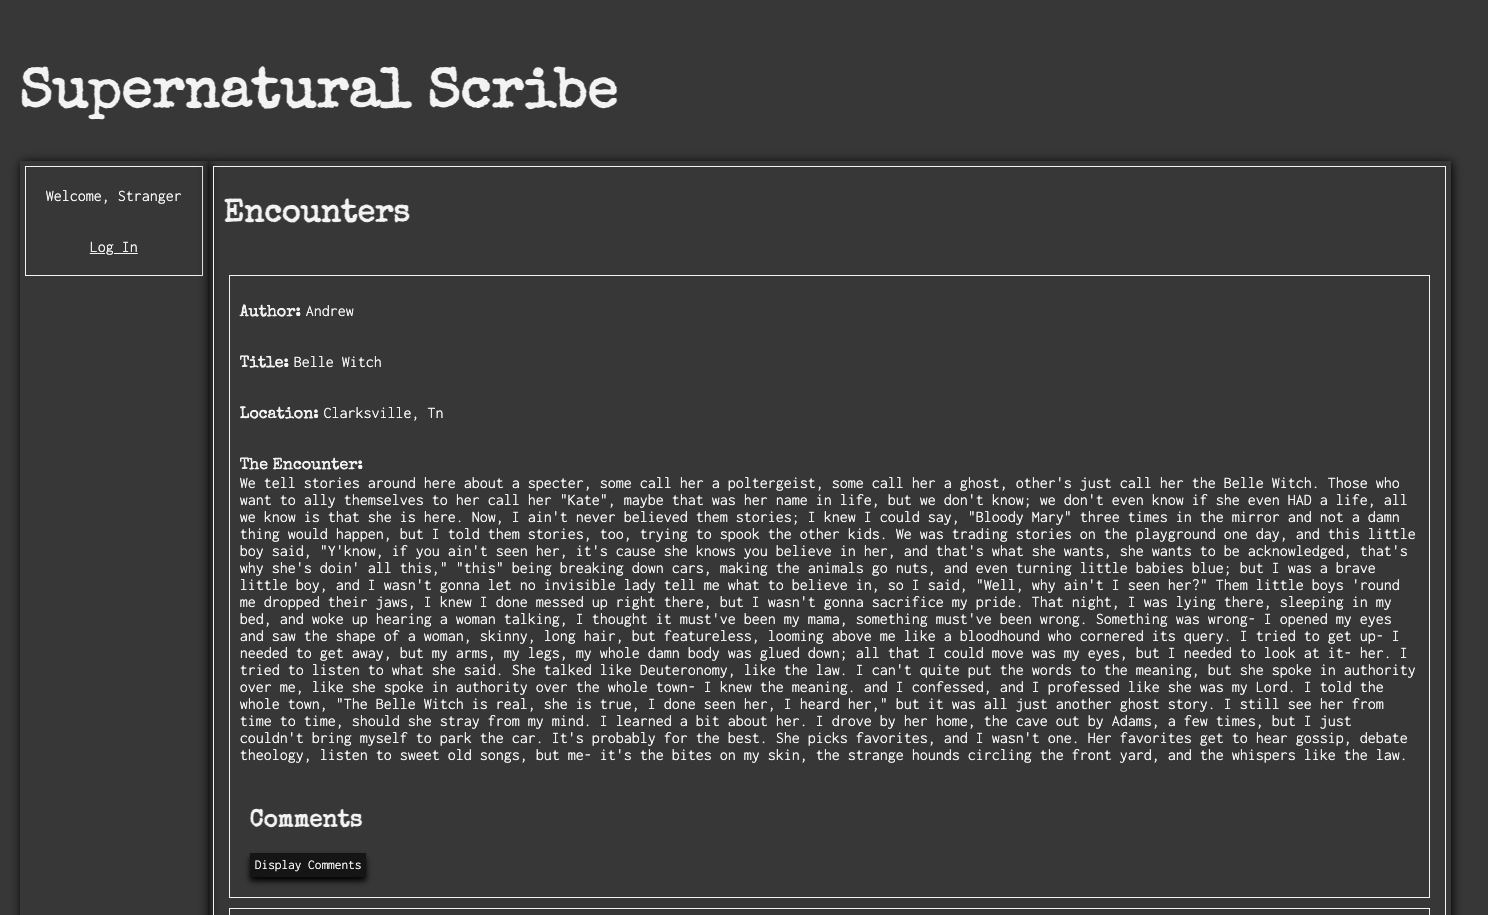 Supernatural Scribe
Welcome, Stranger
Log In
Encounters
Author: Andrew
Title: Belle Witch
Location: Clarksville, Tn
The Encounter:
We tell stories around here about a specter, some call her a poltergeist, some call her a ghost, other's just call her the Belle Witch. Those who
want to ally themselves to her call her "Kate", maybe that was her name in life, but we don't know; we don't even know if she even HAD a life, all
we know is that she is here. Now, I ain't never believed them stories; I knew I could say, "Bloody Mary" three times in the mirror and not a damn
thing would happen, but I told them stories, too, trying to spook the other kids. We was trading stories on the playground one day, and this little
boy said, "Y'know, if you ain't seen her, it's cause she knows you believe in her, and that's what she wants, she wants to be acknowledged, that's
why she's doin' all this," "this" being breaking down cars, making the animals go nuts, and even turning little babies blue; but I was a brave
little boy, and I wasn't gonna let no invisible lady tell me what to believe in, so I said, "Well, why ain't I seen her?" Them little boys 'round
me dropped their jaws, I knew I done messed up right there, but I wasn't gonna sacrifice my pride. That night, I was lying there, sleeping in my
bed, and woke up hearing a woman talking, I thought it must've been my mama, something must've been wrong. Something was wrong- I opened my eyes
and saw the shape of a woman, skinny, long hair, but featureless, looming above me like a bloodhound who cornered its query. I tried to get up- I
needed to get away, but my arms, my legs, my whole damn body was glued down; all that I could move was my eyes, but I needed to look at it- her. I
tried to listen to what she said. She talked like Deuteronomy, like the law. I can't quite put the words to the meaning, but she spoke in authority
over me, like she spoke in authority over the whole town- I knew the meaning. and I confessed, and I professed like she was my Lord. I told the
whole town, "The Belle Witch is real, she is true, I done seen her, I heard her," but it was all just another ghost story. I still see her from
time to time, should she stray from my mind. I learned a bit about her. I drove by her home, the cave out by Adams, a few times, but I just
couldn't bring myself to park the car. It's probably for the best. She picks favorites, and I wasn't one. Her favorites get to hear gossip, debate
theology, listen to sweet old songs, but me- it's the bites on my skin, the strange hounds circling the front yard, and the whispers like the law.
Comments
Display Comments